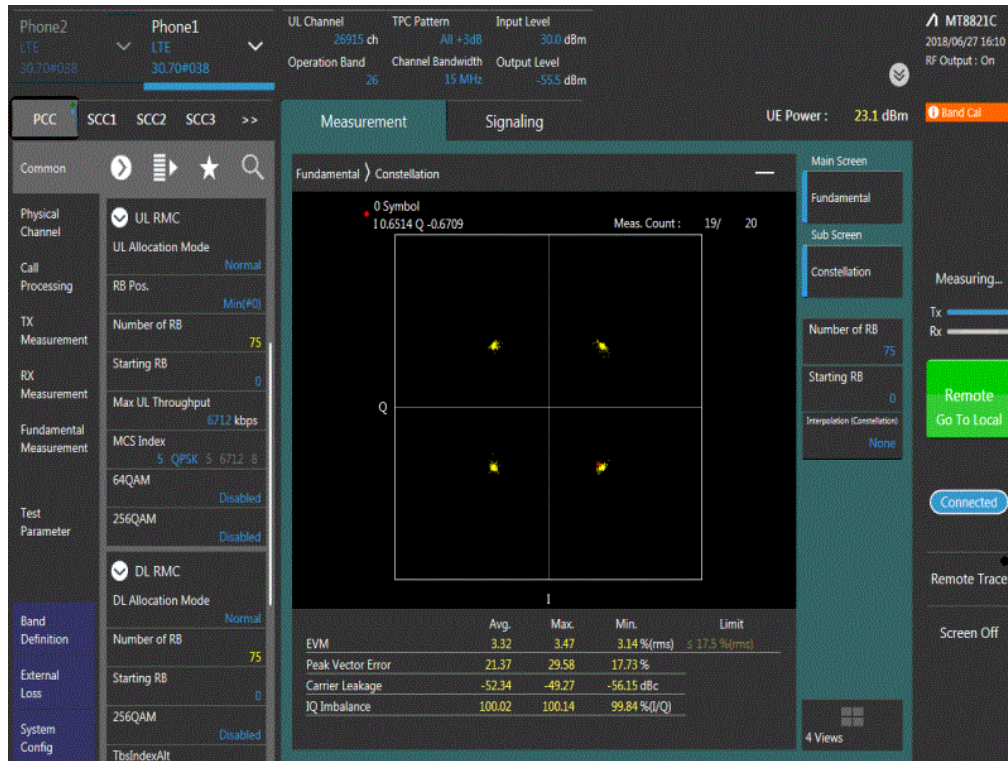 Phone2
LTE
30.70#038
Phone1
LTE
30.70#038
UL Channel
26915 ch
Operation Band
26
TPC Pattern
All +3dB
Channel Bandwidth
15 MHz
Input Level
30.0 dBm
Output Level
-55.5 dBm
MT8821C
2018/06/27 16:10
RF Output : On
PCC
SCC1
SCC2
SCC3
>>
Measurement
Signaling
UE Power : 23.1 dBm
Band Cal
Common
Physical
Channel
Call
Processing
TX
Measurement
RX
Measurement
Fundamental
Measurement
Test
Parameter
Band
Definition
External
Loss
System
Config
UL RMC
UL Allocation Mode
Normal
RB Pos.
Min(#0)
Number of RB
75
Starting RB
0
Max UL Throughput
6712 kbps
MCS Index
5 QPSK 5 6712 8
64QAM
Disabled
256QAM
Disabled
DL RMC
DL Allocation Mode
Normal
Number of RB
75
Starting RB
0
256QAM
Disabled
TbsIndexAlt
Fundamental 〉 Constellation
0 Symbol
I 0.6514 Q -0.6709
Meas. Count : 19/ 20
Q
I
Avg. Max. Min. Limit
EVM 3.32 3.47 3.14 %(rms) ≤ 17.5 %(rms)
Peak Vector Error 21.37 29.58 17.73 %
Carrier Leakage -52.34 -49.27 -56.15 dBc
IQ Imbalance 100.02 100.14 99.84 %(I/Q)
Main Screen
Fundamental
Sub Screen
Constellation
Number of RB
75
Starting RB
0
Interpolation (Constellation)
None
4 Views
Measuring...
Tx
Rx
Remote
Go To Local
Connected
Remote Trace
Screen Off